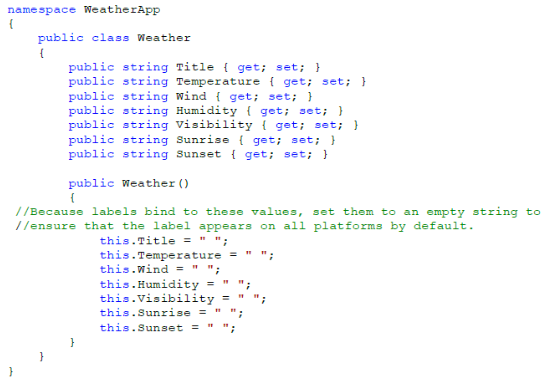 namespace WeatherApp
{
    public class Weather
    {
        public string Title { get; set; }
        public string Temperature { get; set; }
        public string Wind { get; set; }
        public string Humidity { get; set; }
        public string Visibility { get; set; }
        public string Sunrise { get; set; }
        public string Sunset { get; set; }

        public Weather()
        {
 //Because labels bind to these values, set them to an empty string to
 //ensure that the label appears on all platforms by default.
            this.Title = " ";
            this.Temperature = " ";
            this.Wind = " ";
            this.Humidity = " ";
            this.Visibility = " ";
            this.Sunrise = " ";
            this.Sunset = " ";
        }
    }
}